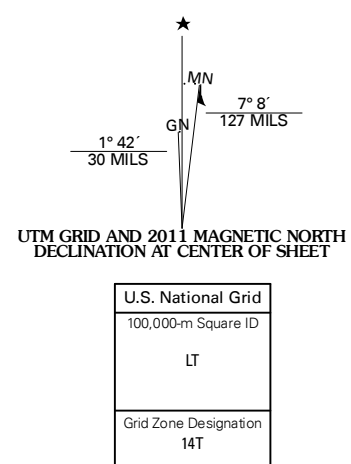 ★
MN
GN
7° 8´
127 MILS
1° 42´
30 MILS
UTM GRID AND 2011 MAGNETIC NORTH
DECLINATION AT CENTER OF SHEET
U.S. National Grid
100,000-m Square ID
LT
Grid Zone Designation
14T